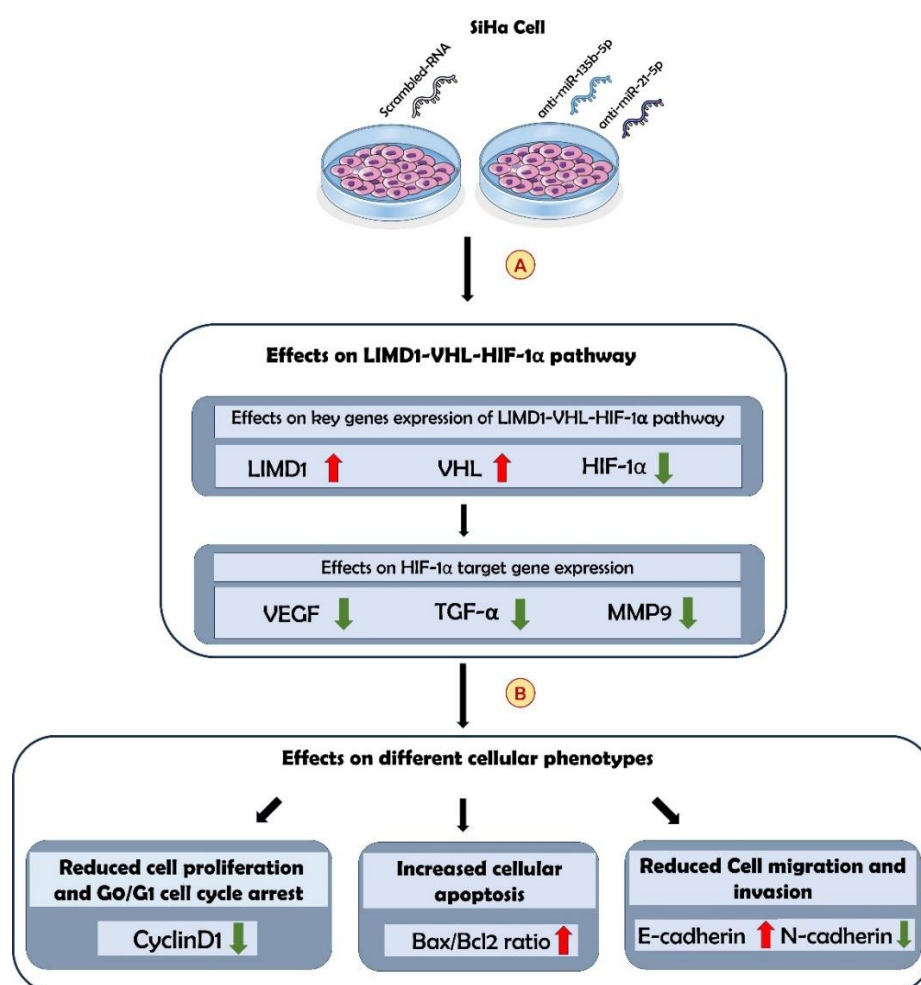 SiHa Cell
Scrambled-RNA
anti-miR-135b-5p
anti-miR-21-5p
A
Effects on LIMD1-VHL-HIF-1α pathway
Effects on key genes expression of LIMD1-VHL-HIF-1α pathway
LIMD1 VHL HIF-1α
Effects on HIF-1α target gene expression
VEGF TGF-α MMP9
B
Effects on different cellular phenotypes
Reduced cell proliferation
and G0/G1 cell cycle arrest
CyclinD1
Increased cellular
apoptosis
Bax/Bcl2 ratio
Reduced Cell migration and
invasion
E-cadherin N-cadherin